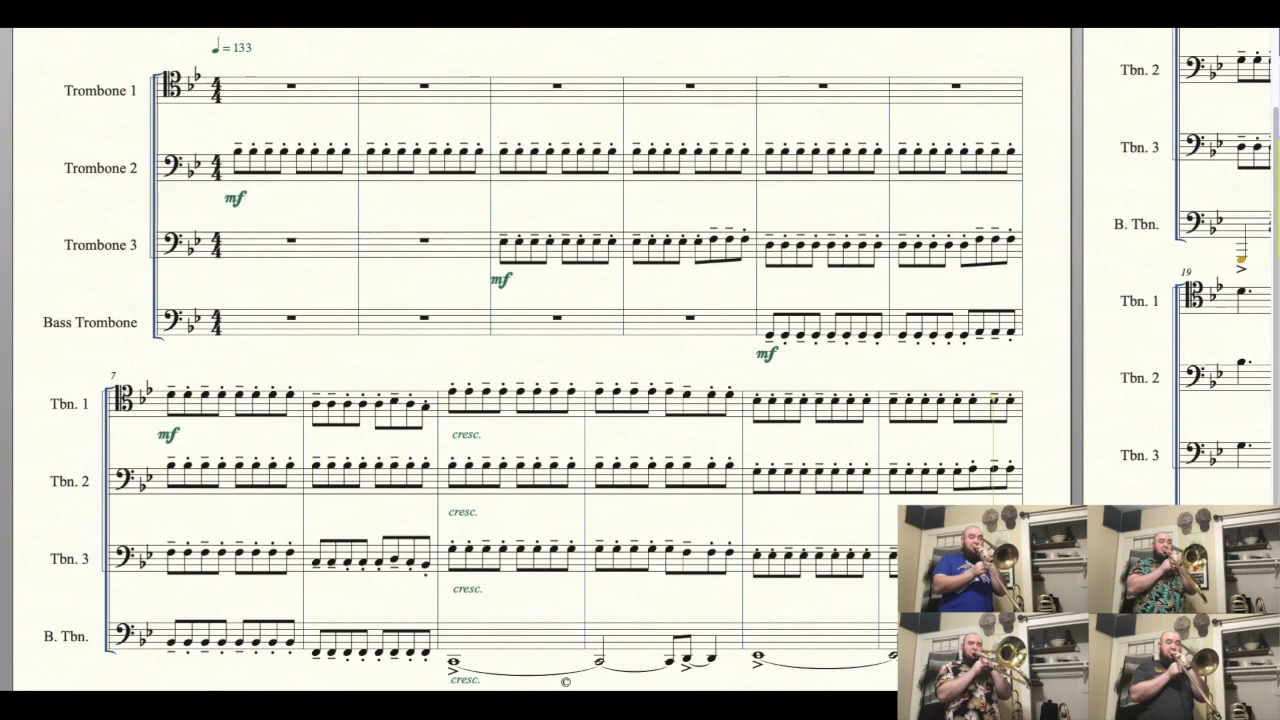 ♩ = 133
Trombone 1
Trombone 2
mf
Trombone 3
mf
Bass Trombone
mf
7
Tbn. 1
mf
cresc.
Tbn. 2
cresc.
Tbn. 3
cresc.
B. Tbn.
cresc.
©
Tbn. 2
Tbn. 3
B. Tbn.
19
Tbn. 1
Tbn. 2
Tbn. 3